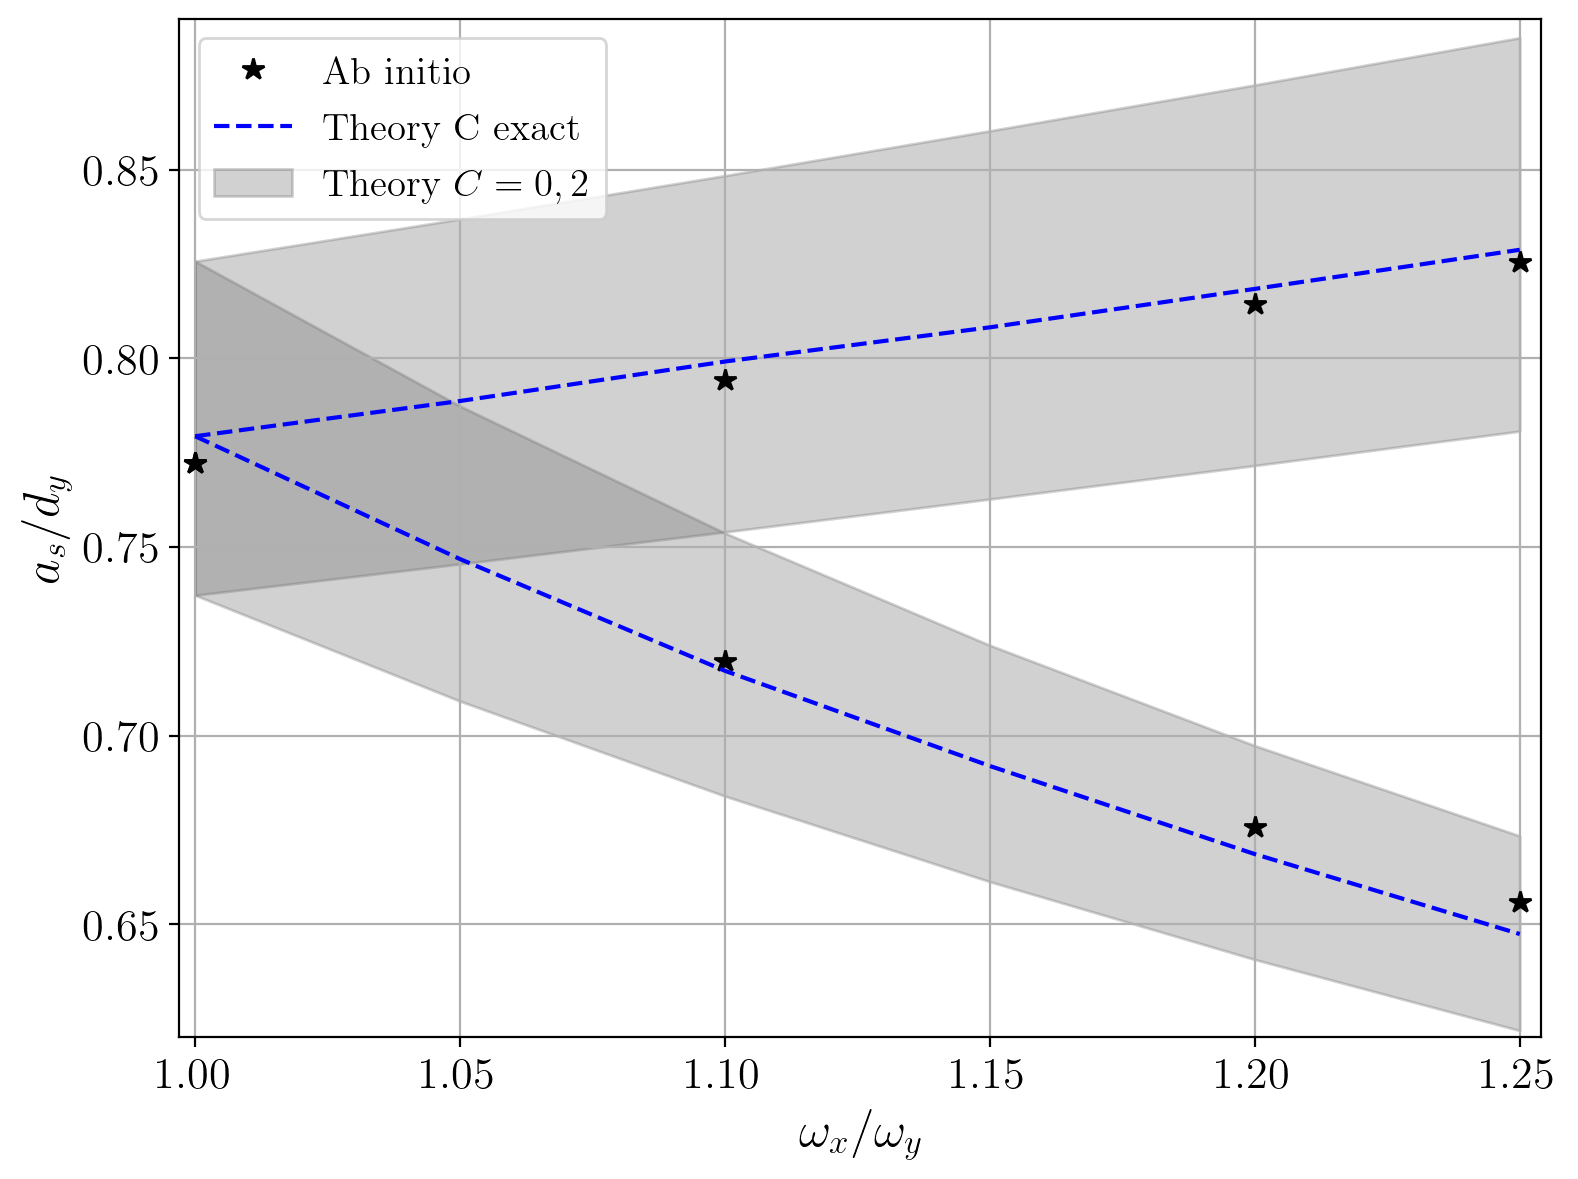 Ab initio
Theory C exact
Theory C = 0, 2
0.85
0.80
0.75
0.70
0.65
a_s/d_y
1.00 1.05 1.10 1.15 1.20 1.25
ω_x/ω_y